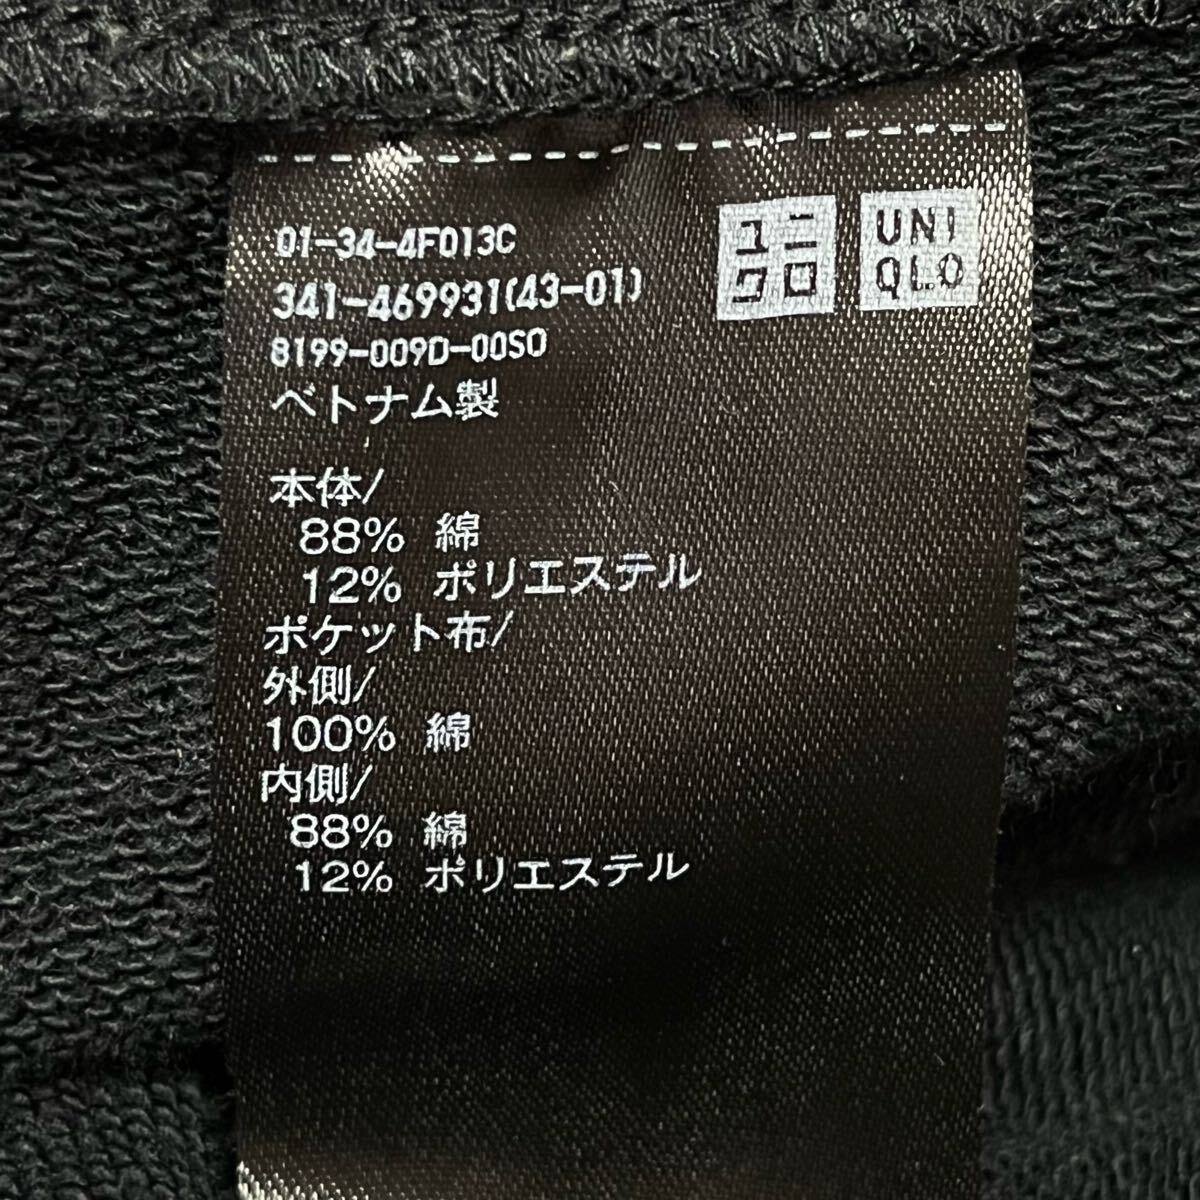 01-34-4F013C
341-469931(43-01)
8199-009D-00S0
ベトナム製
ユニ
クロ
UNI
QLO
本体/
88% 綿
12% ポリエステル
ポケット布/
外側/
100% 綿
内側/
88% 綿
12% ポリエステル